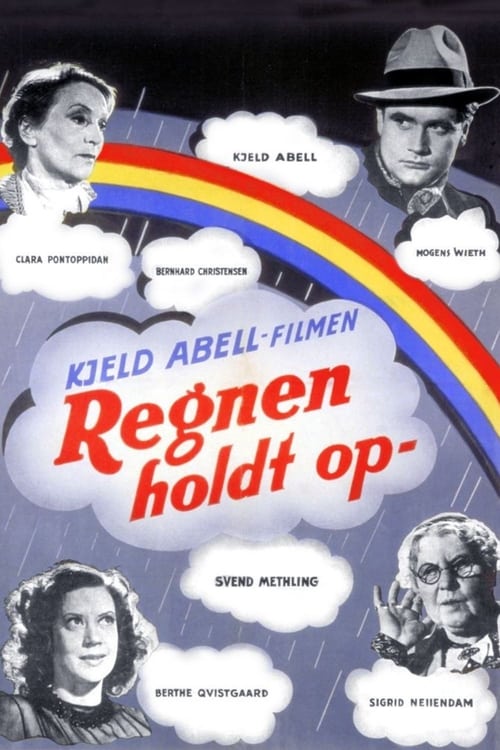 KJELD ABELL
CLARA PONTOPPIDAN
BERNHARD CHRISTENSEN
MOGENS WIETH
KJELD ABELL-FILMEN
Regnen
holdt op-
SVEND METHLING
BERTHE QVISTGAARD
SIGRID NEIIENDAM